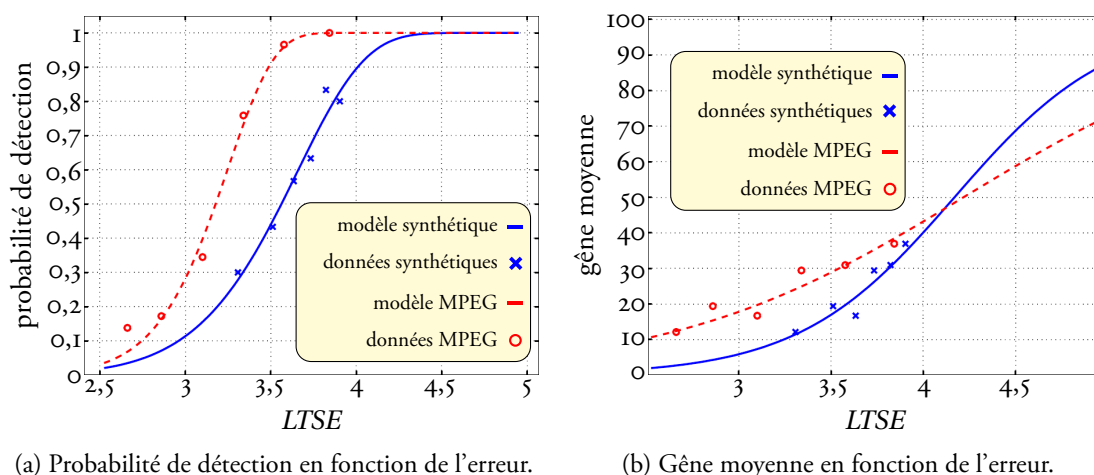 probabilité de détection
1
0,9
0,8
0,7
0,6
0,5
0,4
0,3
0,2
0,1
0
2,5 3 3,5 4 4,5 5
LTSE
modèle synthétique
données synthétiques
modèle MPEG
données MPEG
(a) Probabilité de détection en fonction de l'erreur.
gêne moyenne
100
90
80
70
60
50
40
30
20
10
0
3 3,5 4 4,5
LTSE
modèle synthétique
données synthétiques
modèle MPEG
données MPEG
(b) Gêne moyenne en fonction de l'erreur.